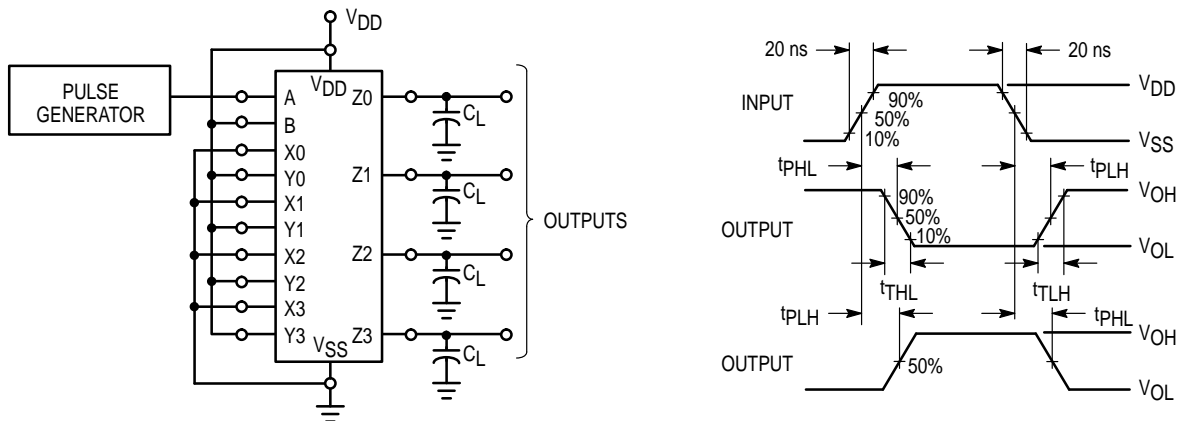 VDD
PULSE
GENERATOR
VDD
A
B
X0
Y0
X1
Y1
X2
Y2
X3
Y3
VSS
Z0
Z1
Z2
Z3
CL
CL
CL
CL
OUTPUTS
20 ns
20 ns
INPUT
90%
50%
10%
VDD
VSS
tPHL
tPLH
OUTPUT
90%
50%
10%
VOH
VOL
tTHL
tTLH
tPLH
tPHL
OUTPUT
50%
VOH
VOL